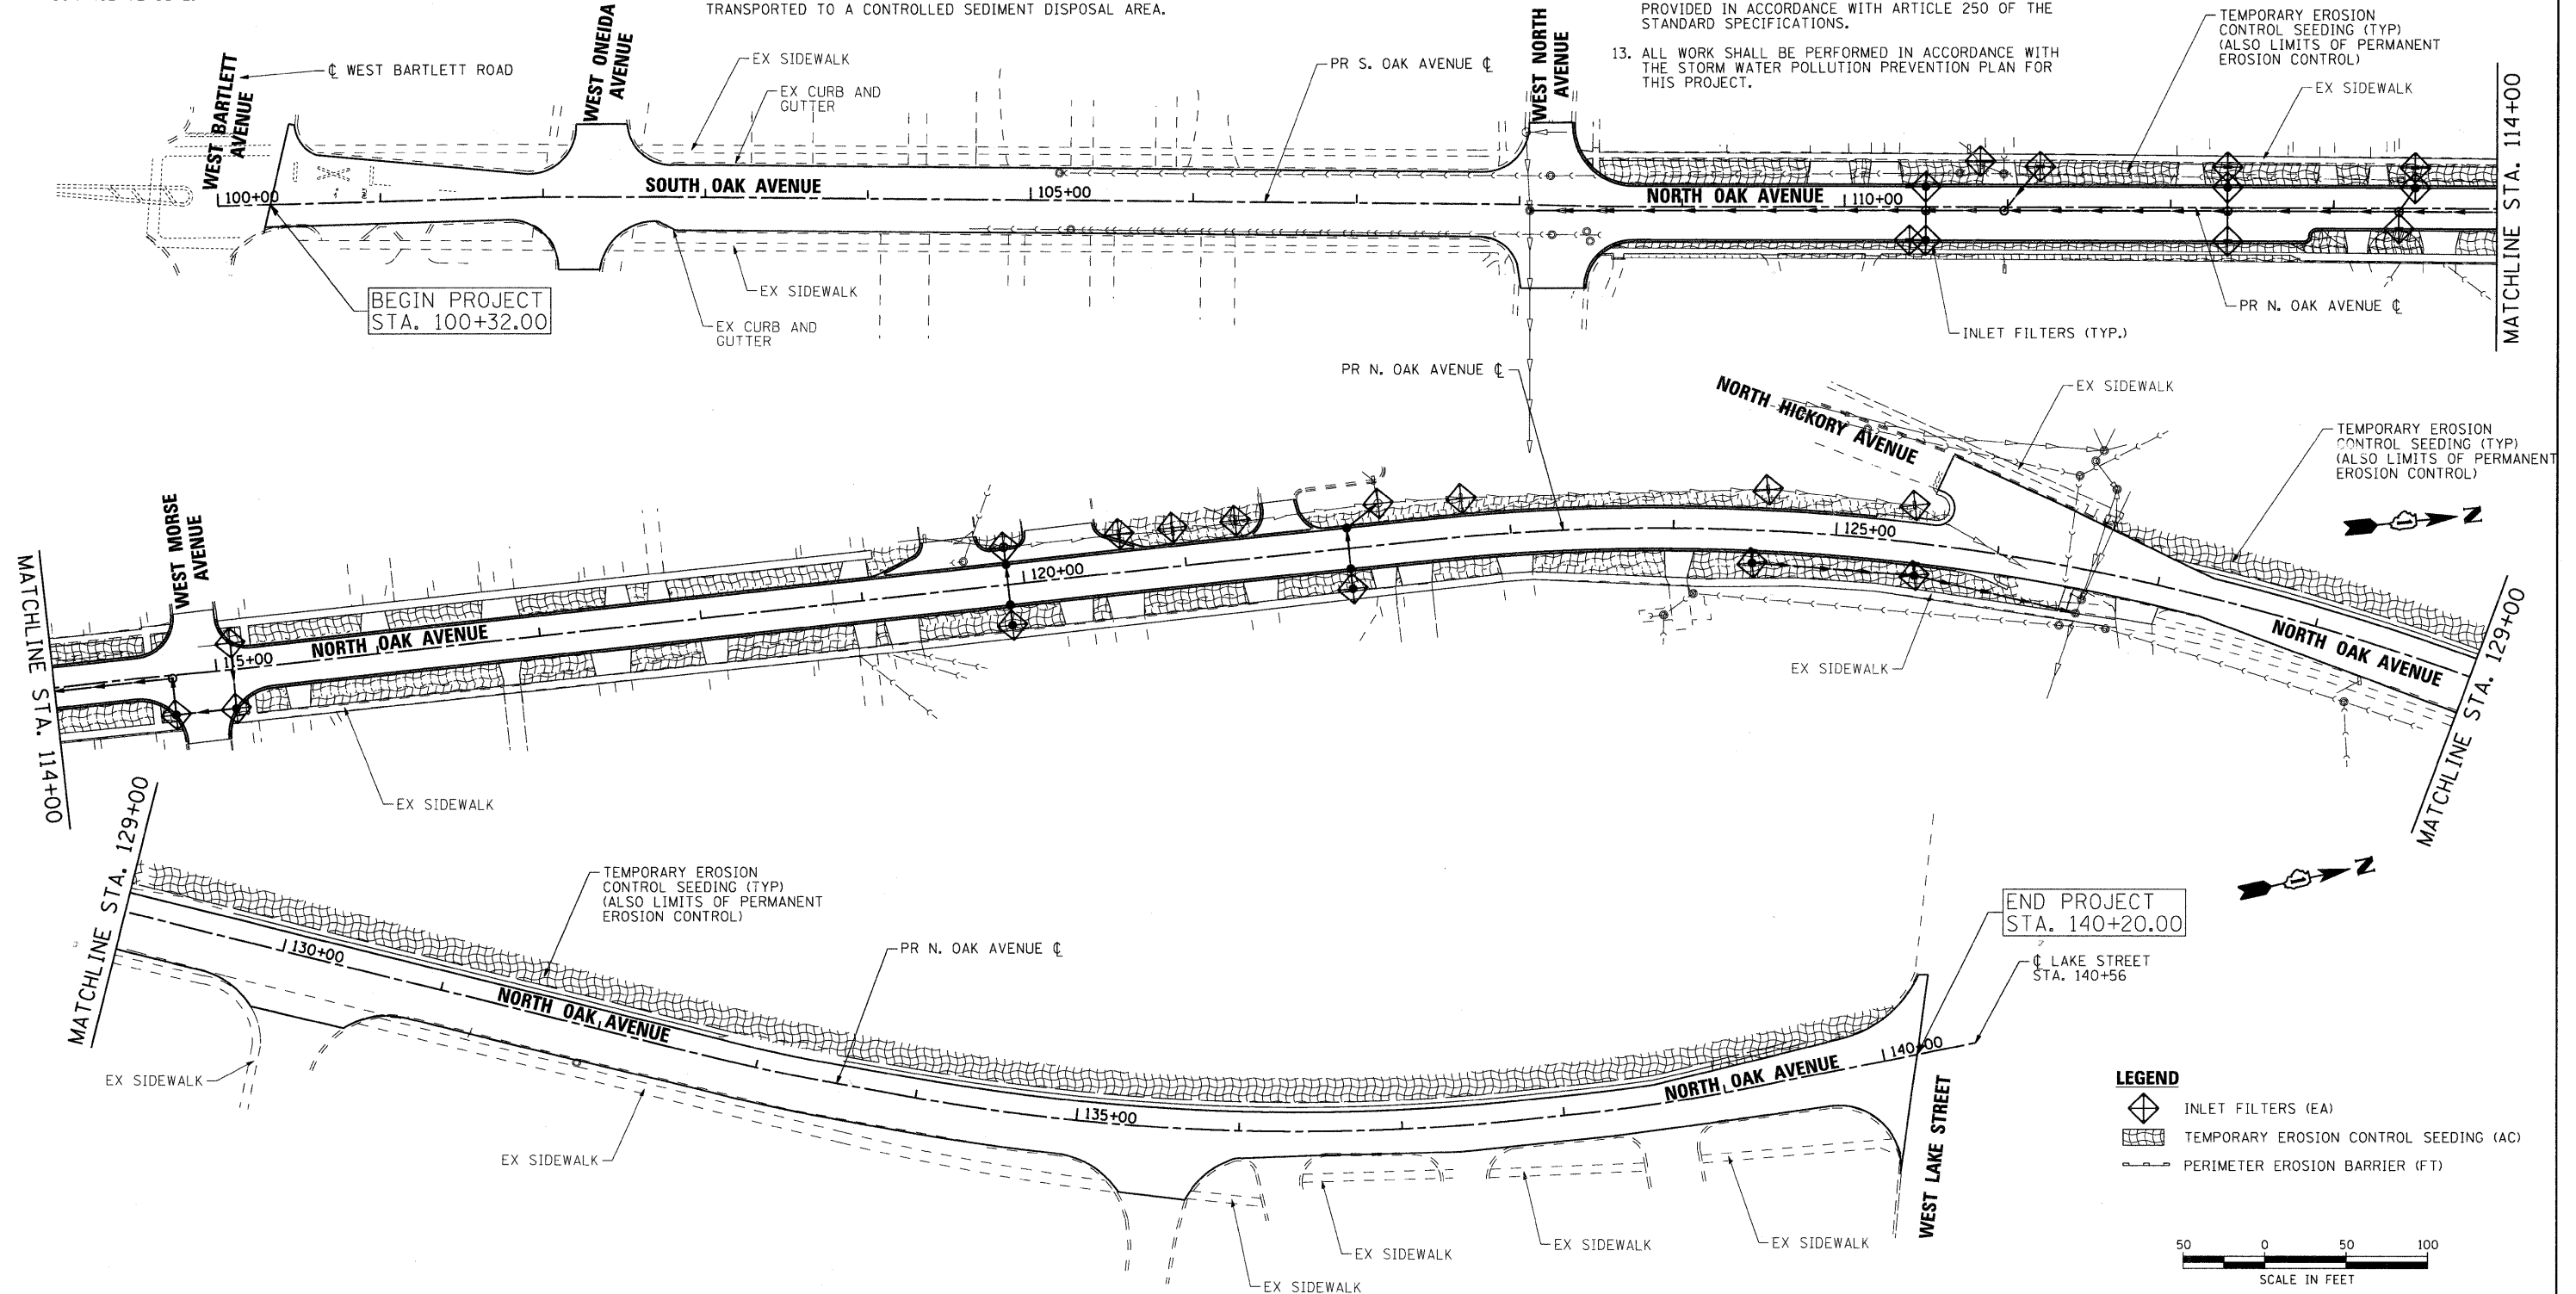 TRANSPORTED TO A CONTROLLED SEDIMENT DISPOSAL AREA.
PROVIDED IN ACCORDANCE WITH ARTICLE 250 OF THE
STANDARD SPECIFICATIONS.
13. ALL WORK SHALL BE PERFORMED IN ACCORDANCE WITH
THE STORM WATER POLLUTION PREVENTION PLAN FOR
THIS PROJECT.
TEMPORARY EROSION
CONTROL SEEDING (TYP)
(ALSO LIMITS OF PERMANENT
EROSION CONTROL)
EX SIDEWALK
WEST BARTLETT
AVENUE
℄ WEST BARTLETT ROAD
WEST ONEIDA
AVENUE
EX SIDEWALK
EX CURB AND
GUTTER
PR S. OAK AVENUE ℄
WEST NORTH
AVENUE
MATCHLINE STA. 114+00
100+00
SOUTH OAK AVENUE
105+00
NORTH OAK AVENUE
110+00
BEGIN PROJECT
STA. 100+32.00
EX SIDEWALK
EX CURB AND
GUTTER
INLET FILTERS (TYP.)
PR N. OAK AVENUE ℄
PR N. OAK AVENUE ℄
NORTH HICKORY AVENUE
EX SIDEWALK
TEMPORARY EROSION
CONTROL SEEDING (TYP)
(ALSO LIMITS OF PERMANENT
EROSION CONTROL)
N
MATCHLINE STA. 114+00
WEST MORSE
AVENUE
115+00
NORTH OAK AVENUE
120+00
125+00
NORTH OAK AVENUE
MATCHLINE STA. 129+00
EX SIDEWALK
EX SIDEWALK
MATCHLINE STA. 129+00
TEMPORARY EROSION
CONTROL SEEDING (TYP)
(ALSO LIMITS OF PERMANENT
EROSION CONTROL)
PR N. OAK AVENUE ℄
N
END PROJECT
STA. 140+20.00
℄ LAKE STREET
STA. 140+56
130+00
NORTH OAK AVENUE
135+00
NORTH OAK AVENUE
140+00
WEST LAKE STREET
EX SIDEWALK
EX SIDEWALK
EX SIDEWALK
EX SIDEWALK
EX SIDEWALK
EX SIDEWALK
LEGEND
INLET FILTERS (EA)
TEMPORARY EROSION CONTROL SEEDING (AC)
PERIMETER EROSION BARRIER (FT)
50 0 50 100
SCALE IN FEET